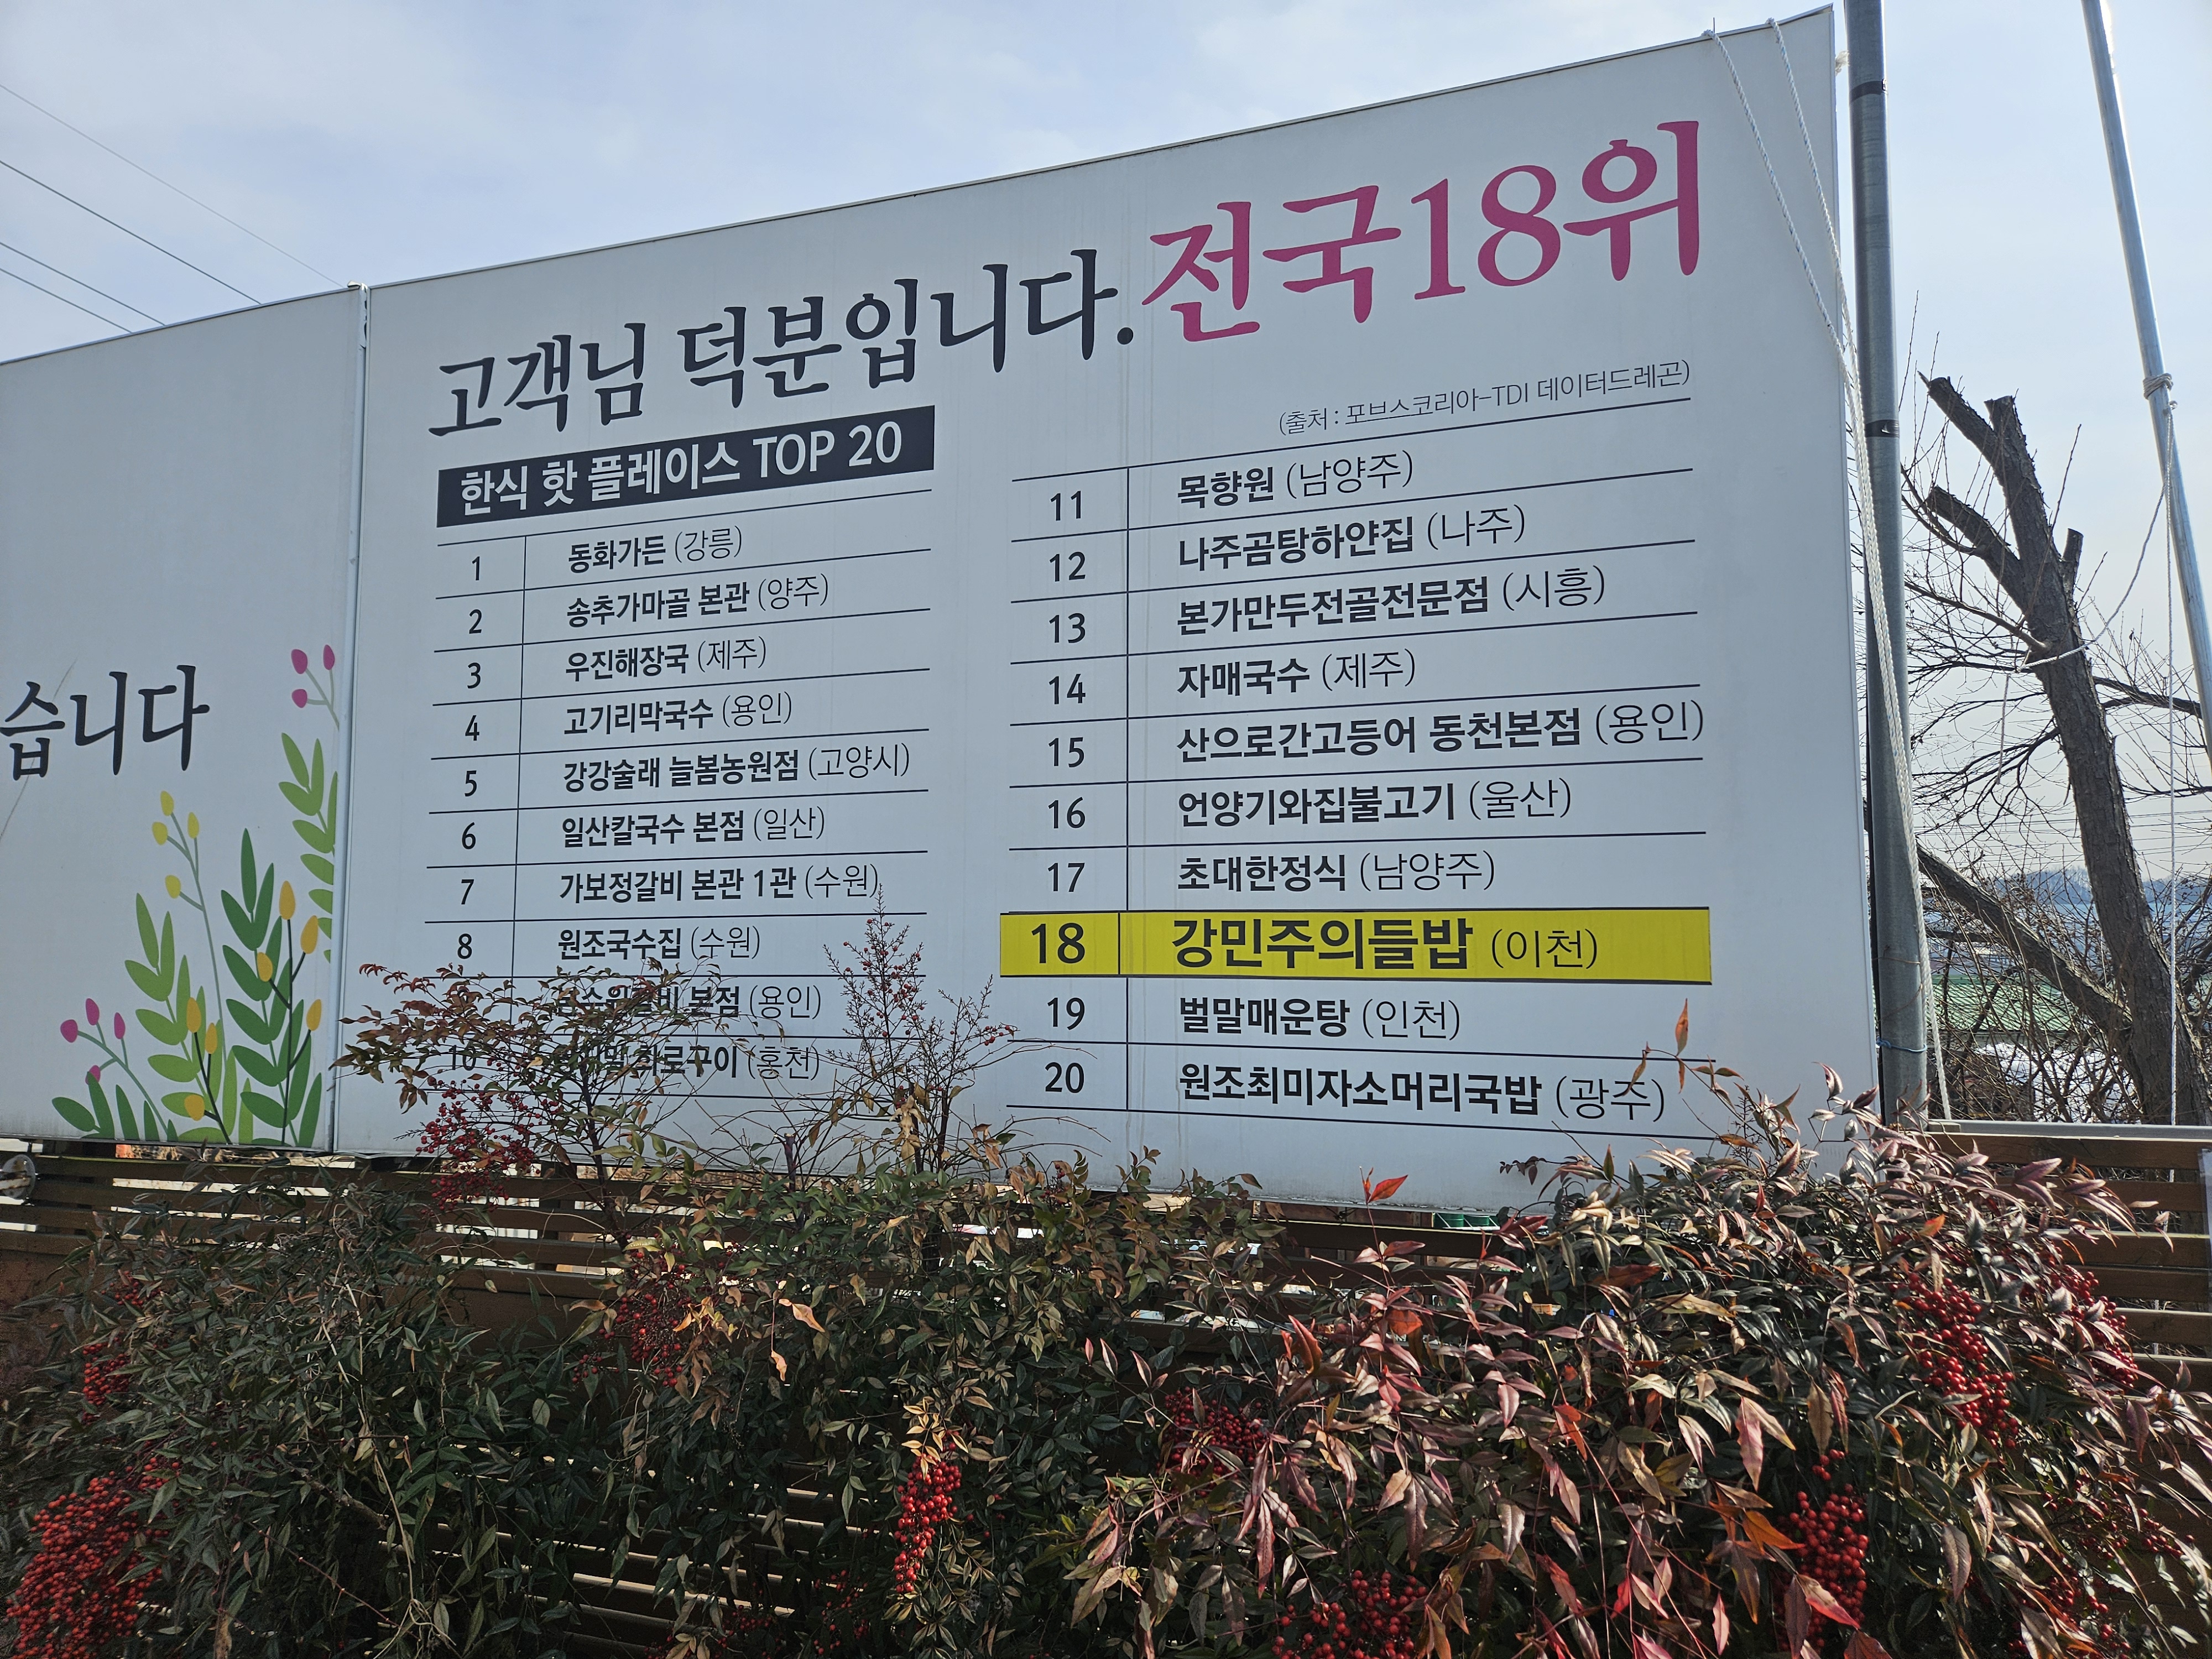 습니다
고객님 덕분입니다. 전국18위
(출처 : 포브스코리아-TDI 데이터드레곤)
한식 핫 플레이스 TOP 20
1 동화가든 (강릉)
2 송추가마골 본관 (양주)
3 우진해장국 (제주)
4 고기리막국수 (용인)
5 강강술래 늘봄농원점 (고양시)
6 일산칼국수 본점 (일산)
7 가보정갈비 본관 1관 (수원)
8 원조국수집 (수원)
본점 (용인)
10 화로구이 (홍천)
11 목향원 (남양주)
12 나주곰탕하얀집 (나주)
13 본가만두전골전문점 (시흥)
14 자매국수 (제주)
15 산으로간고등어 동천본점 (용인)
16 언양기와집불고기 (울산)
17 초대한정식 (남양주)
18 강민주의들밥 (이천)
19 벌말매운탕 (인천)
20 원조최미자소머리국밥 (광주)